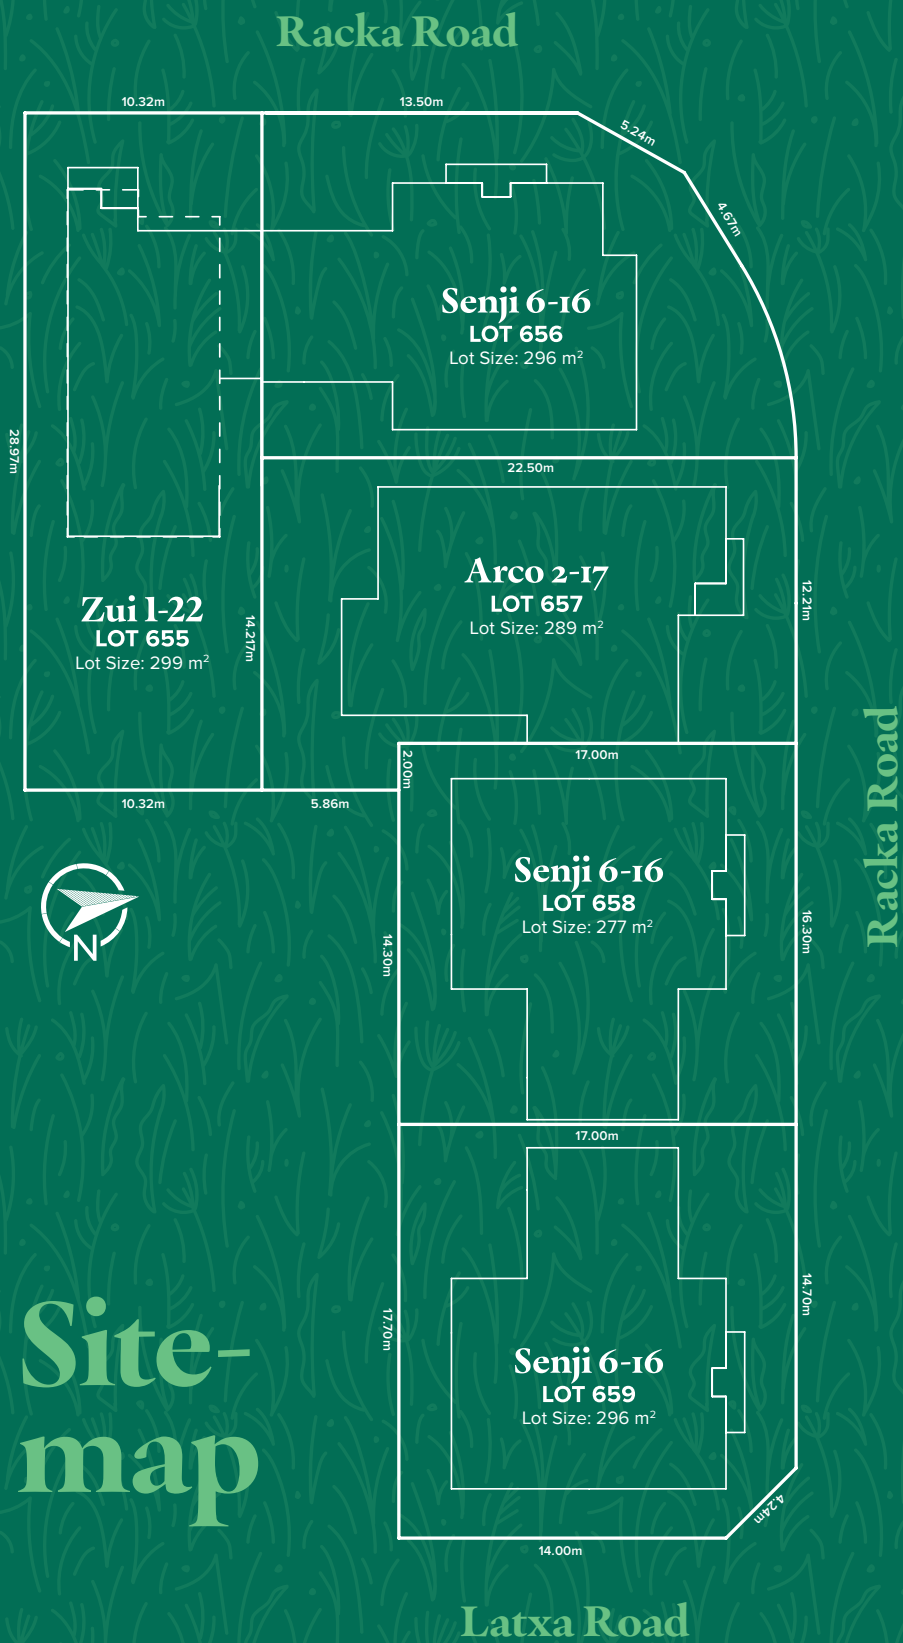 Racka Road
10.32m
13.50m
5.24m
4.67m
Senji 6-16
LOT 656
Lot Size: 296 m²
28.97m
22.50m
Arco 2-17
LOT 657
Lot Size: 289 m²
12.21m
Zui 1-22
LOT 655
Lot Size: 299 m²
14.217m
Racka Road
2.00m
17.00m
10.32m
5.86m
Senji 6-16
LOT 658
Lot Size: 277 m²
14.30m
16.30m
N
17.00m
14.70m
17.70m
Site-
map
Senji 6-16
LOT 659
Lot Size: 296 m²
4.24m
14.00m
Latxa Road